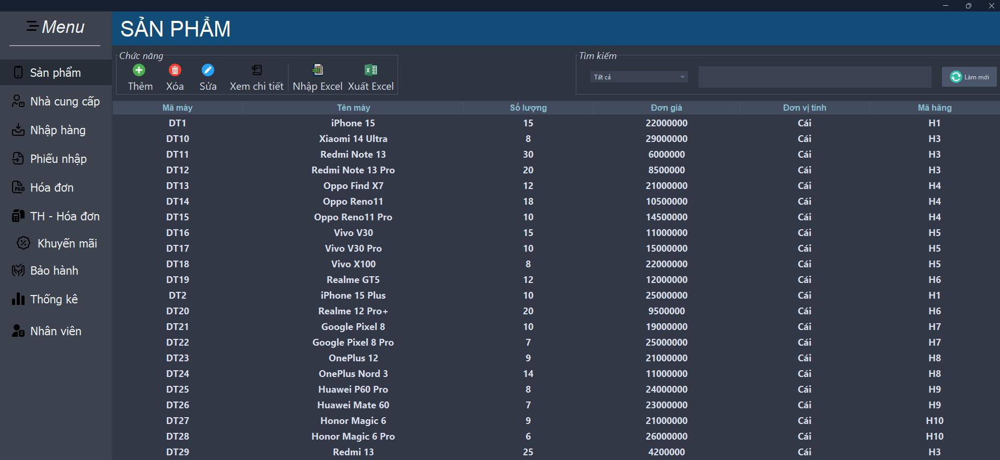 Menu
SẢN PHẨM
Chức năng
Tìm kiếm
Thêm Xóa Sửa Xem chi tiết Nhập Excel Xuất Excel
Tất cả
Làm mới
Sản phẩm
Nhà cung cấp
Nhập hàng
Phiếu nhập
PAID Hóa đơn
TH - Hóa đơn
Khuyến mãi
Bảo hành
Thống kê
Nhân viên
Mã máy Tên máy Số lượng Đơn giá Đơn vị tính Mã hãng
DT1 iPhone 15 15 22000000 Cái H1
DT10 Xiaomi 14 Ultra 8 29000000 Cái H3
DT11 Redmi Note 13 30 6000000 Cái H3
DT12 Redmi Note 13 Pro 20 8500000 Cái H3
DT13 Oppo Find X7 12 21000000 Cái H4
DT14 Oppo Reno11 18 10500000 Cái H4
DT15 Oppo Reno11 Pro 10 14500000 Cái H4
DT16 Vivo V30 15 11000000 Cái H5
DT17 Vivo V30 Pro 10 15000000 Cái H5
DT18 Vivo X100 8 22000000 Cái H5
DT19 Realme GT5 12 12000000 Cái H6
DT2 iPhone 15 Plus 10 25000000 Cái H1
DT20 Realme 12 Pro+ 20 9500000 Cái H6
DT21 Google Pixel 8 10 19000000 Cái H7
DT22 Google Pixel 8 Pro 7 25000000 Cái H7
DT23 OnePlus 12 9 21000000 Cái H8
DT24 OnePlus Nord 3 14 11000000 Cái H8
DT25 Huawei P60 Pro 8 24000000 Cái H9
DT26 Huawei Mate 60 7 23000000 Cái H9
DT27 Honor Magic 6 9 21000000 Cái H10
DT28 Honor Magic 6 Pro 6 26000000 Cái H10
DT29 Redmi 13 25 4200000 Cái H3